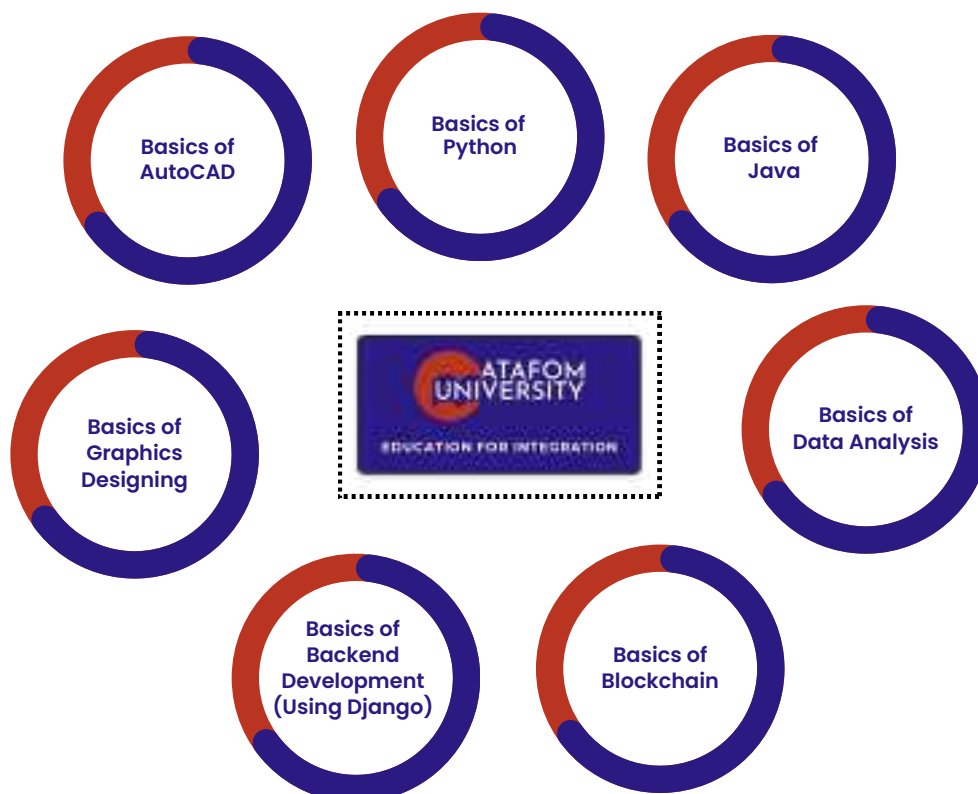 Basics of
AutoCAD
Basics of
Python
Basics of
Java
Basics of
Graphics
Designing
ATAFOM
UNIVERSITY
EDUCATION FOR INTEGRATION
Basics of
Data Analysis
Basics of
Backend
Development
(Using Django)
Basics of
Blockchain